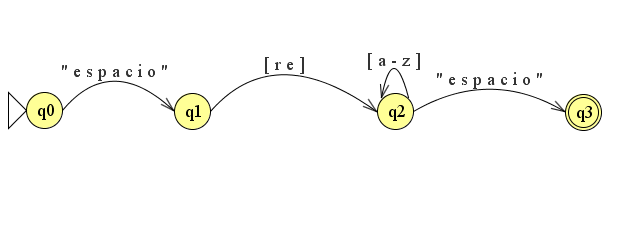 "espacio"
[re]
[a-z]
"espacio"
q0
q1
q2
q3